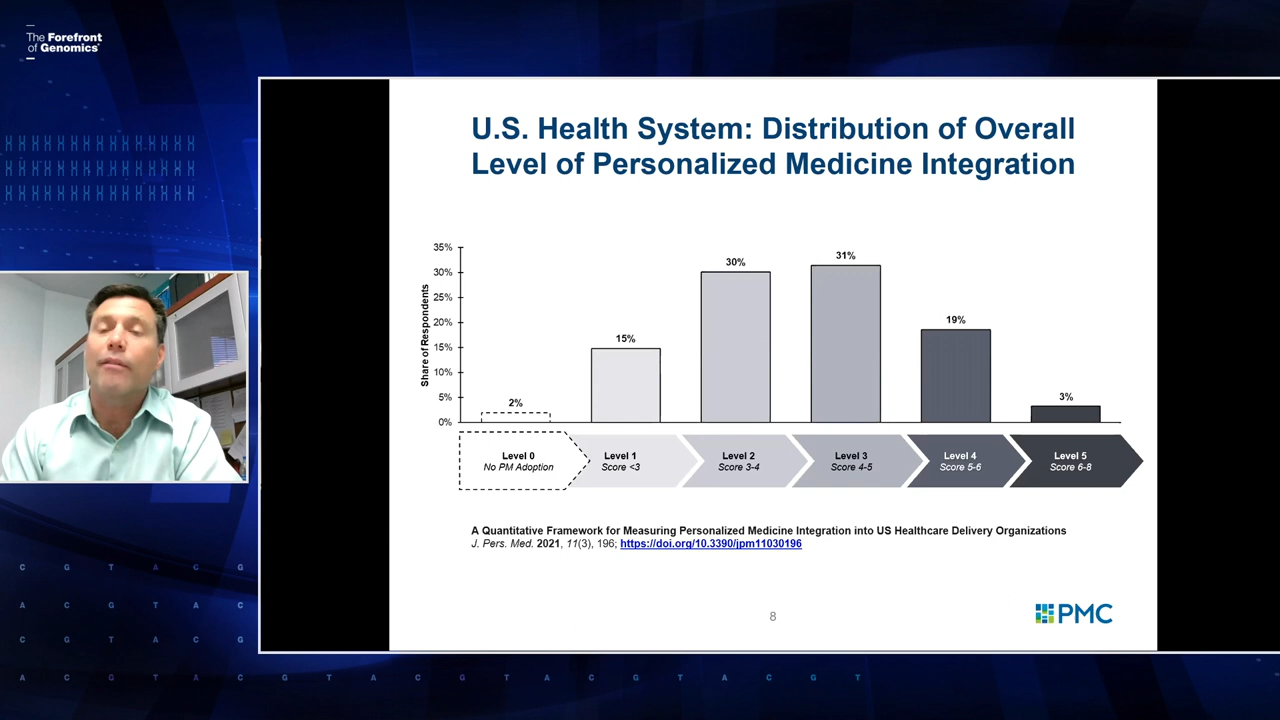 The Forefront
of Genomics®
U.S. Health System: Distribution of Overall
Level of Personalized Medicine Integration
Share of Respondents
35%
30%
25%
20%
15%
10%
5%
0%
2%
15%
30%
31%
19%
3%
Level 0
No PM Adoption
Level 1
Score <3
Level 2
Score 3-4
Level 3
Score 4-5
Level 4
Score 5-6
Level 5
Score 6-8
A Quantitative Framework for Measuring Personalized Medicine Integration into US Healthcare Delivery Organizations
J. Pers. Med. 2021, 11(3), 196; https://doi.org/10.3390/jpm11030196
8
PMC
C G T A C G
A C G T A C
C G T A C G
A C G T A C G T A C G T A C G T A C G T